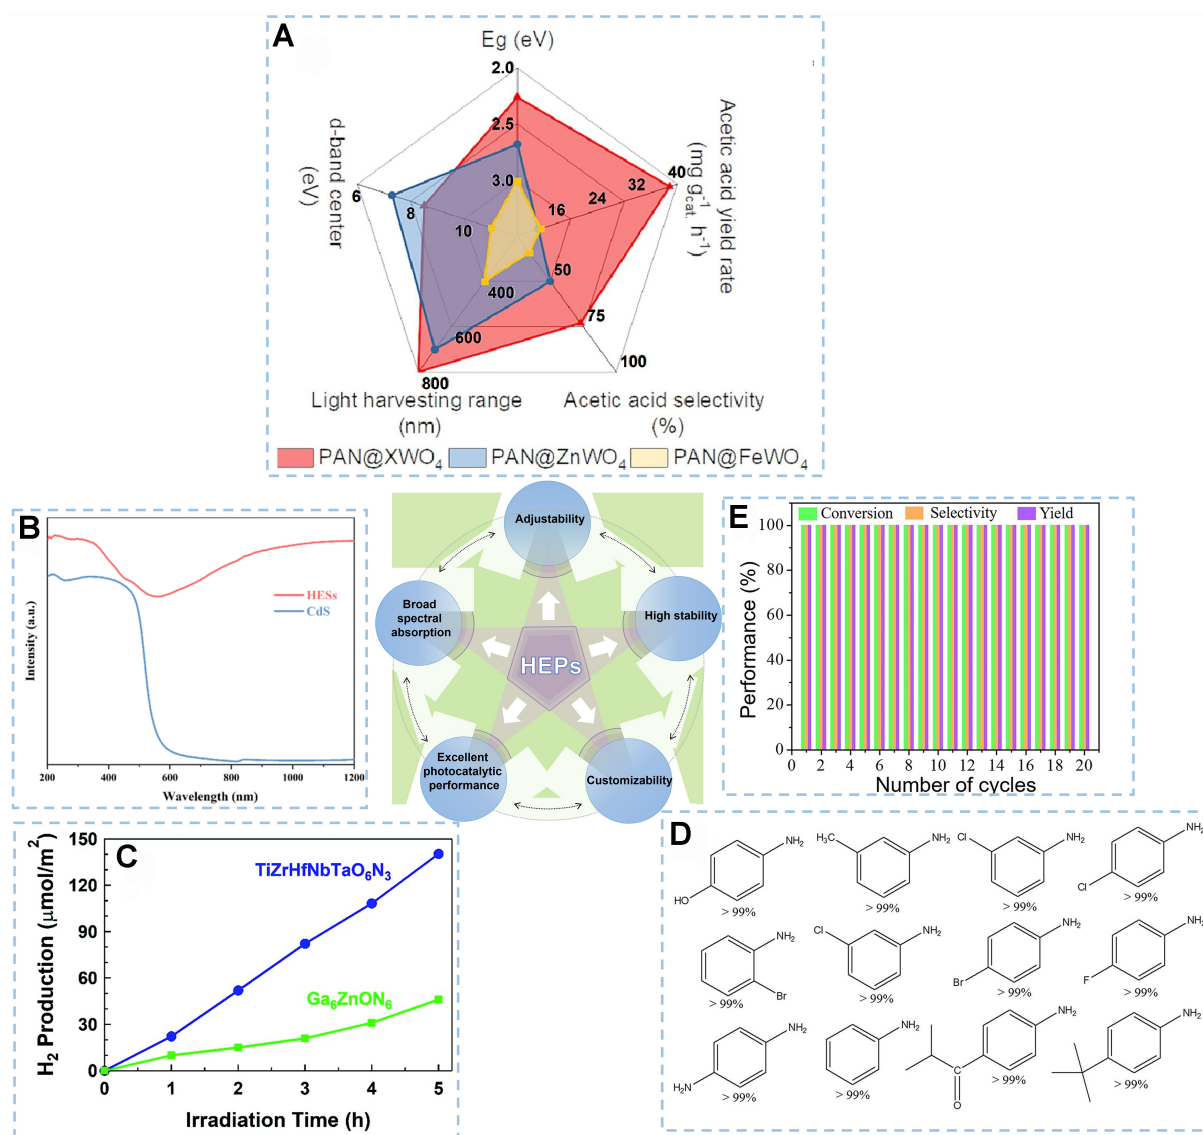 A
Eg (eV)
2.0
2.5
3.0
Acetic acid yield rate
(mg g⁻¹cat. h⁻¹)
40
32
24
16
d-band center
(eV)
6
8
10
50
75
100
400
600
800
Light harvesting range
(nm)
Acetic acid selectivity
(%)
PAN@XWO₄ PAN@ZnWO₄ PAN@FeWO₄
B
Intensity (a.u.)
HESs
CdS
200 400 600 800 1000 1200
Wavelength (nm)
Adjustability
Broad
spectral
absorption
High stability
HEPs
Excellent
photocatalytic
performance
Customizability
E
Conversion Selectivity Yield
Performance (%)
100
80
60
40
20
0
0 2 4 6 8 10 12 14 16 18 20
Number of cycles
C
H₂ Production (μmol/m²)
150
120
90
60
30
0
TiZrHfNbTaO₆N₃
Ga₆ZnON₆
0 1 2 3 4 5
Irradiation Time (h)
D
NH₂
HO
> 99%
H₃C
NH₂
> 99%
Cl
NH₂
> 99%
NH₂
Cl
> 99%
NH₂
Br
> 99%
Cl
NH₂
> 99%
NH₂
Br
> 99%
NH₂
F
> 99%
NH₂
H₂N
> 99%
NH₂
> 99%
NH₂
C
O
> 99%
NH₂
> 99%